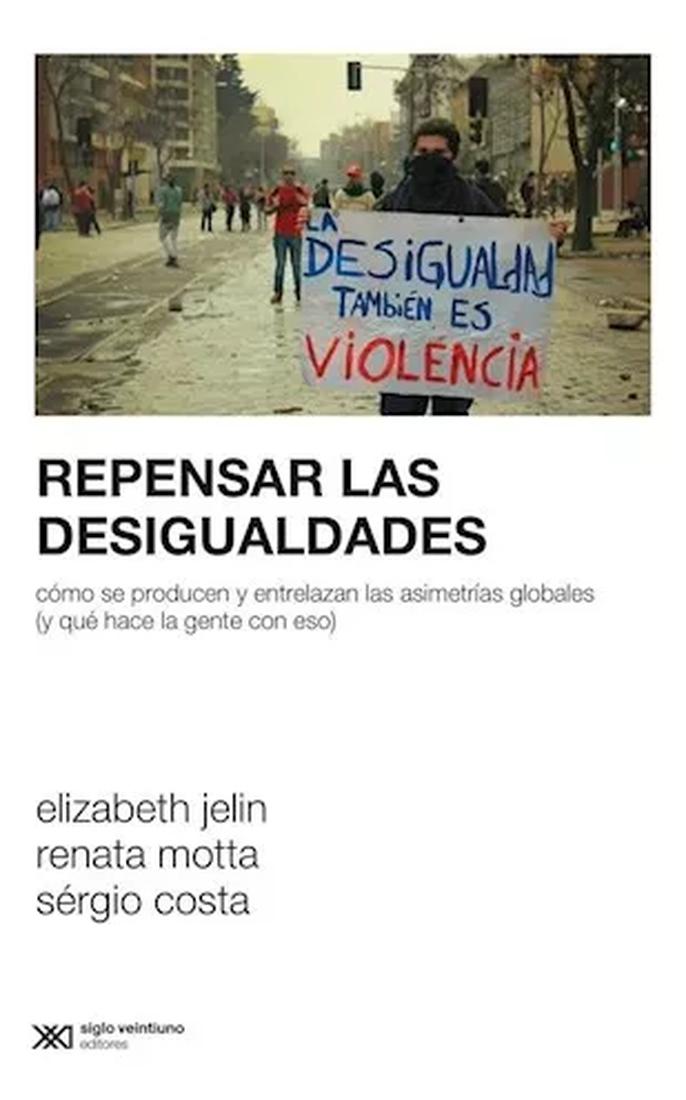 LA
DESiGUALdAd
TAMbiÉN ES
ViOLENCiA
REPENSAR LAS
DESIGUALDADES
cómo se producen y entrelazan las asimetrías globales
(y qué hace la gente con eso)
elizabeth jelin
renata motta
sérgio costa
siglo veintiuno
editores